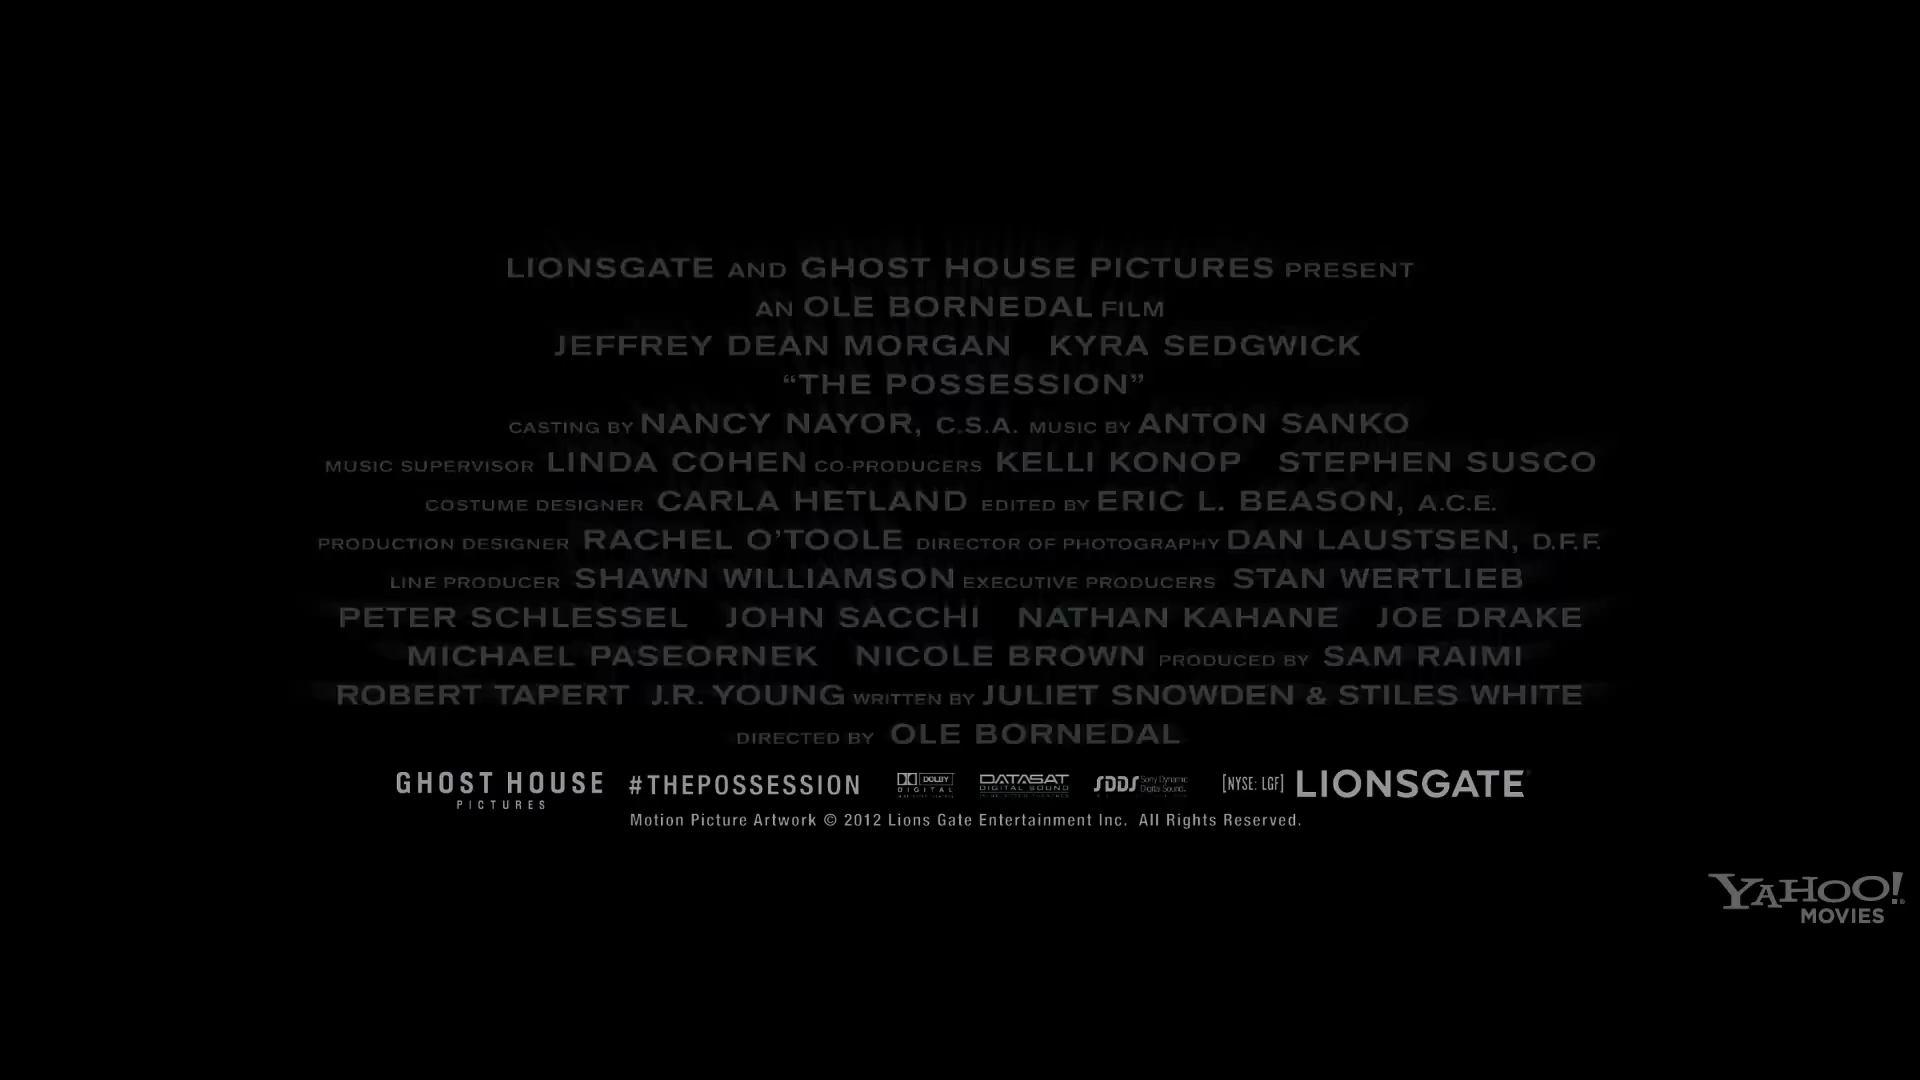 LIONSGATE AND GHOST HOUSE PICTURES PRESENT
AN OLE BORNEDAL FILM
JEFFREY DEAN MORGAN KYRA SEDGWICK
“THE POSSESSION”
CASTING BY NANCY NAYOR, C.S.A. MUSIC BY ANTON SANKO
MUSIC SUPERVISOR LINDA COHEN CO-PRODUCERS KELLI KONOP STEPHEN SUSCO
COSTUME DESIGNER CARLA HETLAND EDITED BY ERIC L. BEASON, A.C.E.
PRODUCTION DESIGNER RACHEL O’TOOLE DIRECTOR OF PHOTOGRAPHY DAN LAUSTSEN, D.F.F.
LINE PRODUCER SHAWN WILLIAMSON EXECUTIVE PRODUCERS STAN WERTLIEB
PETER SCHLESSEL JOHN SACCHI NATHAN KAHANE JOE DRAKE
MICHAEL PASEORNEK NICOLE BROWN PRODUCED BY SAM RAIMI
ROBERT TAPERT J.R. YOUNG WRITTEN BY JULIET SNOWDEN & STILES WHITE
DIRECTED BY OLE BORNEDAL
GHOST HOUSE PICTURES #THEPOSSESSION DOLBY DIGITAL DATASAT DIGITAL SOUND SDDS Sony Dynamic Digital Sound. [NYSE: LGF] LIONSGATE
Motion Picture Artwork © 2012 Lions Gate Entertainment Inc. All Rights Reserved.
YAHOO!
MOVIES